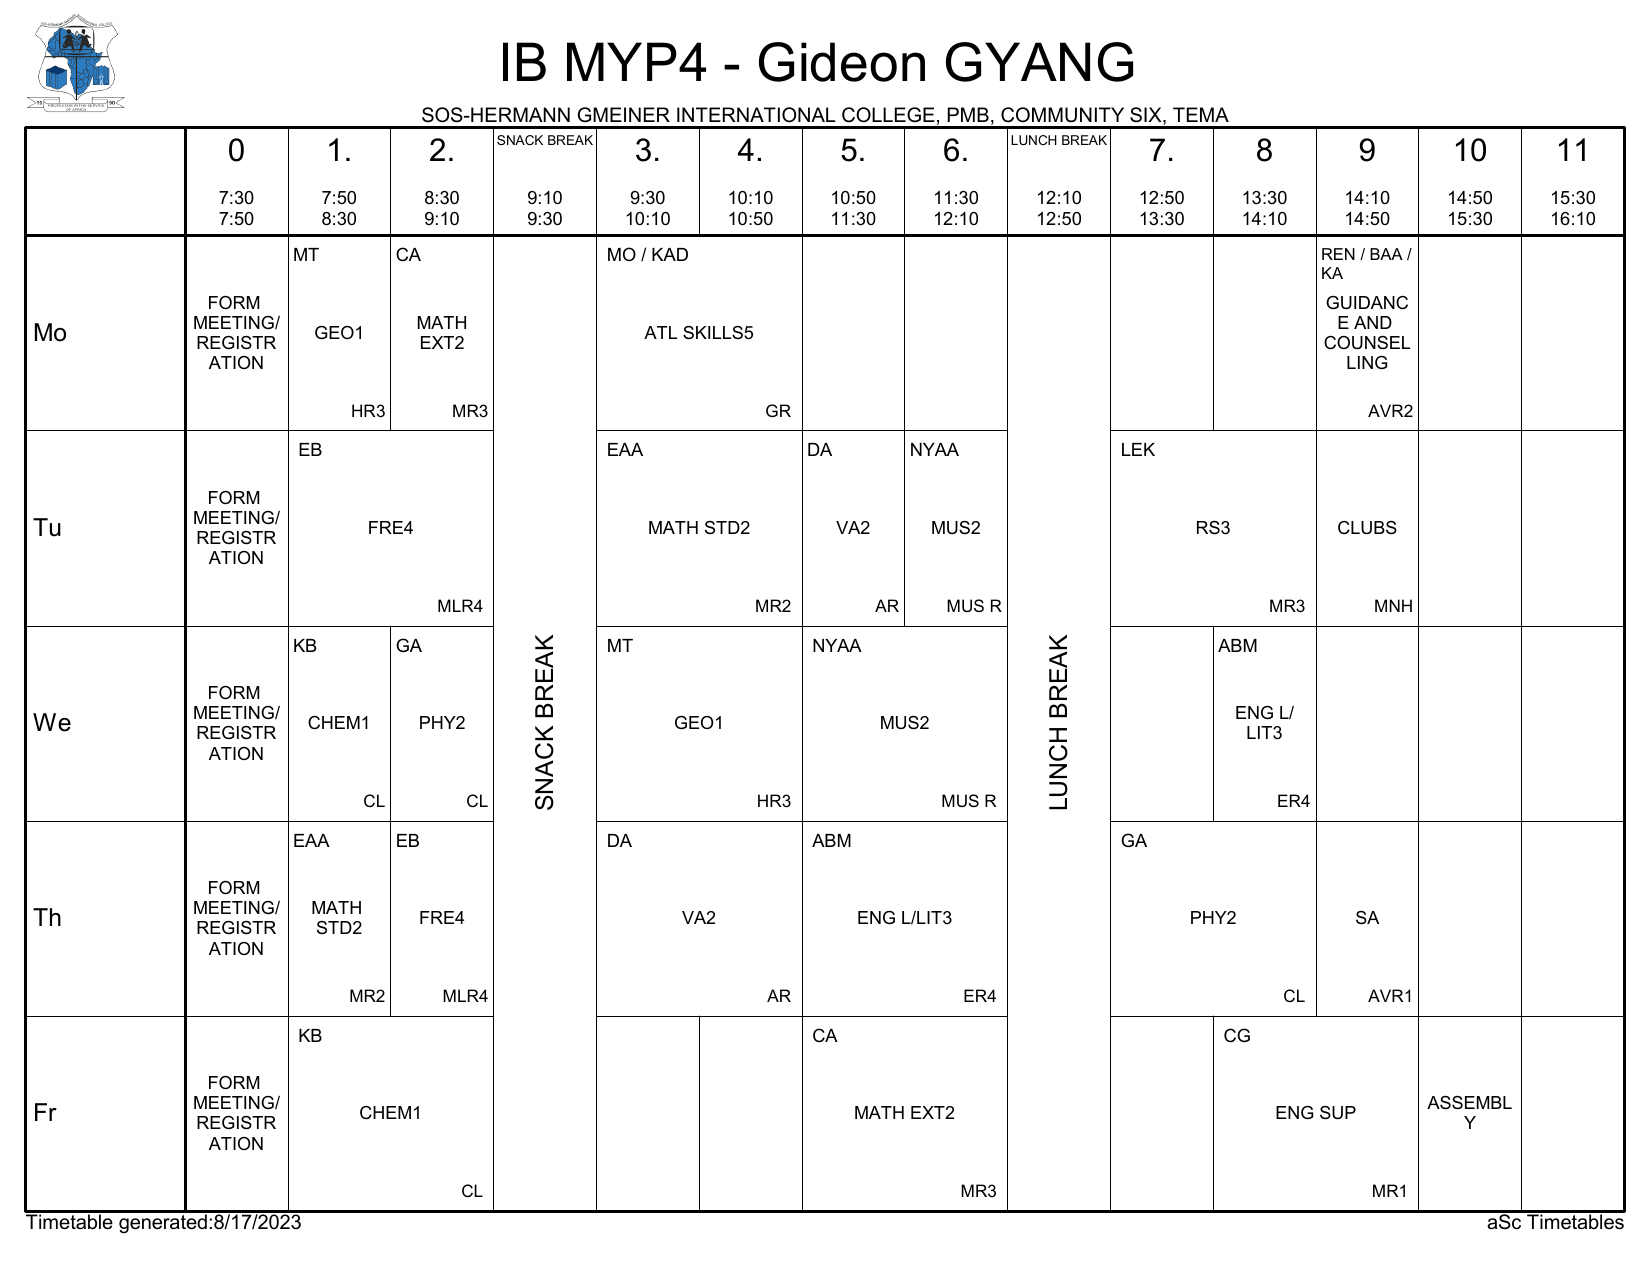 IB MYP4 - Gideon GYANG
SOS-HERMANN GMEINER INTERNATIONAL COLLEGE, PMB, COMMUNITY SIX, TEMA
0
7:30
7:50
1.
7:50
8:30
2.
8:30
9:10
SNACK BREAK
9:10
9:30
3.
9:30
10:10
4.
10:10
10:50
5.
10:50
11:30
6.
11:30
12:10
LUNCH BREAK
12:10
12:50
7.
12:50
13:30
8
13:30
14:10
9
14:10
14:50
10
14:50
15:30
11
15:30
16:10
Mo
FORM
MEETING/
REGISTR
ATION
MT
GEO1
HR3
CA
MATH
EXT2
MR3
MO / KAD
ATL SKILLS5
GR
REN / BAA /
KA
GUIDANC
E AND
COUNSEL
LING
AVR2
Tu
FORM
MEETING/
REGISTR
ATION
EB
FRE4
MLR4
EAA
MATH STD2
MR2
DA
VA2
AR
NYAA
MUS2
MUS R
LEK
RS3
MR3
CLUBS
MNH
We
FORM
MEETING/
REGISTR
ATION
KB
CHEM1
CL
GA
PHY2
CL
SNACK BREAK
MT
GEO1
HR3
NYAA
MUS2
MUS R
LUNCH BREAK
ABM
ENG L/
LIT3
ER4
Th
FORM
MEETING/
REGISTR
ATION
EAA
MATH
STD2
MR2
EB
FRE4
MLR4
DA
VA2
AR
ABM
ENG L/LIT3
ER4
GA
PHY2
CL
SA
AVR1
Fr
FORM
MEETING/
REGISTR
ATION
KB
CHEM1
CL
CA
MATH EXT2
MR3
CG
ENG SUP
MR1
ASSEMBL
Y
Timetable generated:8/17/2023
aSc Timetables